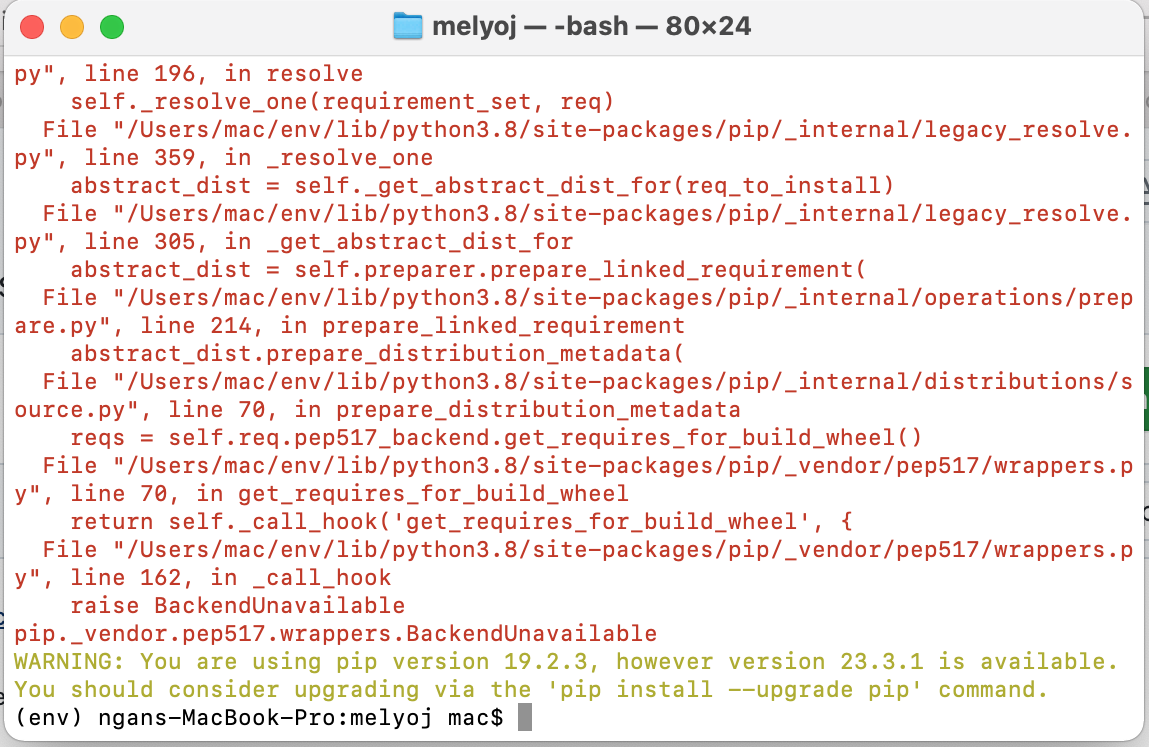 melyoj — -bash — 80×24
py", line 196, in resolve
    self._resolve_one(requirement_set, req)
  File "/Users/mac/env/lib/python3.8/site-packages/pip/_internal/legacy_resolve.
py", line 359, in _resolve_one
    abstract_dist = self._get_abstract_dist_for(req_to_install)
  File "/Users/mac/env/lib/python3.8/site-packages/pip/_internal/legacy_resolve.
py", line 305, in _get_abstract_dist_for
    abstract_dist = self.preparer.prepare_linked_requirement(
  File "/Users/mac/env/lib/python3.8/site-packages/pip/_internal/operations/prep
are.py", line 214, in prepare_linked_requirement
    abstract_dist.prepare_distribution_metadata(
  File "/Users/mac/env/lib/python3.8/site-packages/pip/_internal/distributions/s
ource.py", line 70, in prepare_distribution_metadata
    reqs = self.req.pep517_backend.get_requires_for_build_wheel()
  File "/Users/mac/env/lib/python3.8/site-packages/pip/_vendor/pep517/wrappers.p
y", line 70, in get_requires_for_build_wheel
    return self._call_hook('get_requires_for_build_wheel', {
  File "/Users/mac/env/lib/python3.8/site-packages/pip/_vendor/pep517/wrappers.p
y", line 162, in _call_hook
    raise BackendUnavailable
pip._vendor.pep517.wrappers.BackendUnavailable
WARNING: You are using pip version 19.2.3, however version 23.3.1 is available.
You should consider upgrading via the 'pip install --upgrade pip' command.
(env) ngans-MacBook-Pro:melyoj mac$